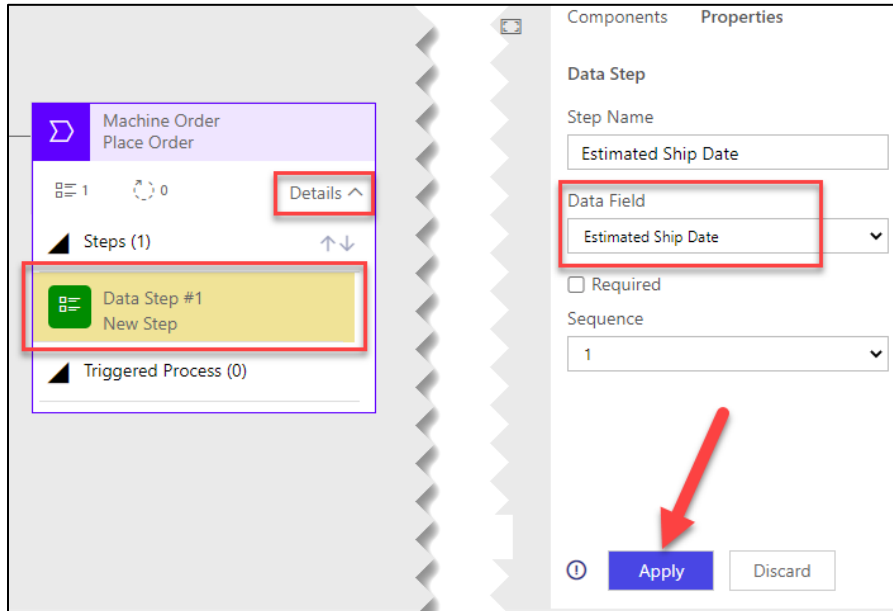 Machine Order
Place Order
1
0
Details
Steps (1)
Data Step #1
New Step
Triggered Process (0)
Components Properties
Data Step
Step Name
Estimated Ship Date
Data Field
Estimated Ship Date
Required
Sequence
1
Apply Discard